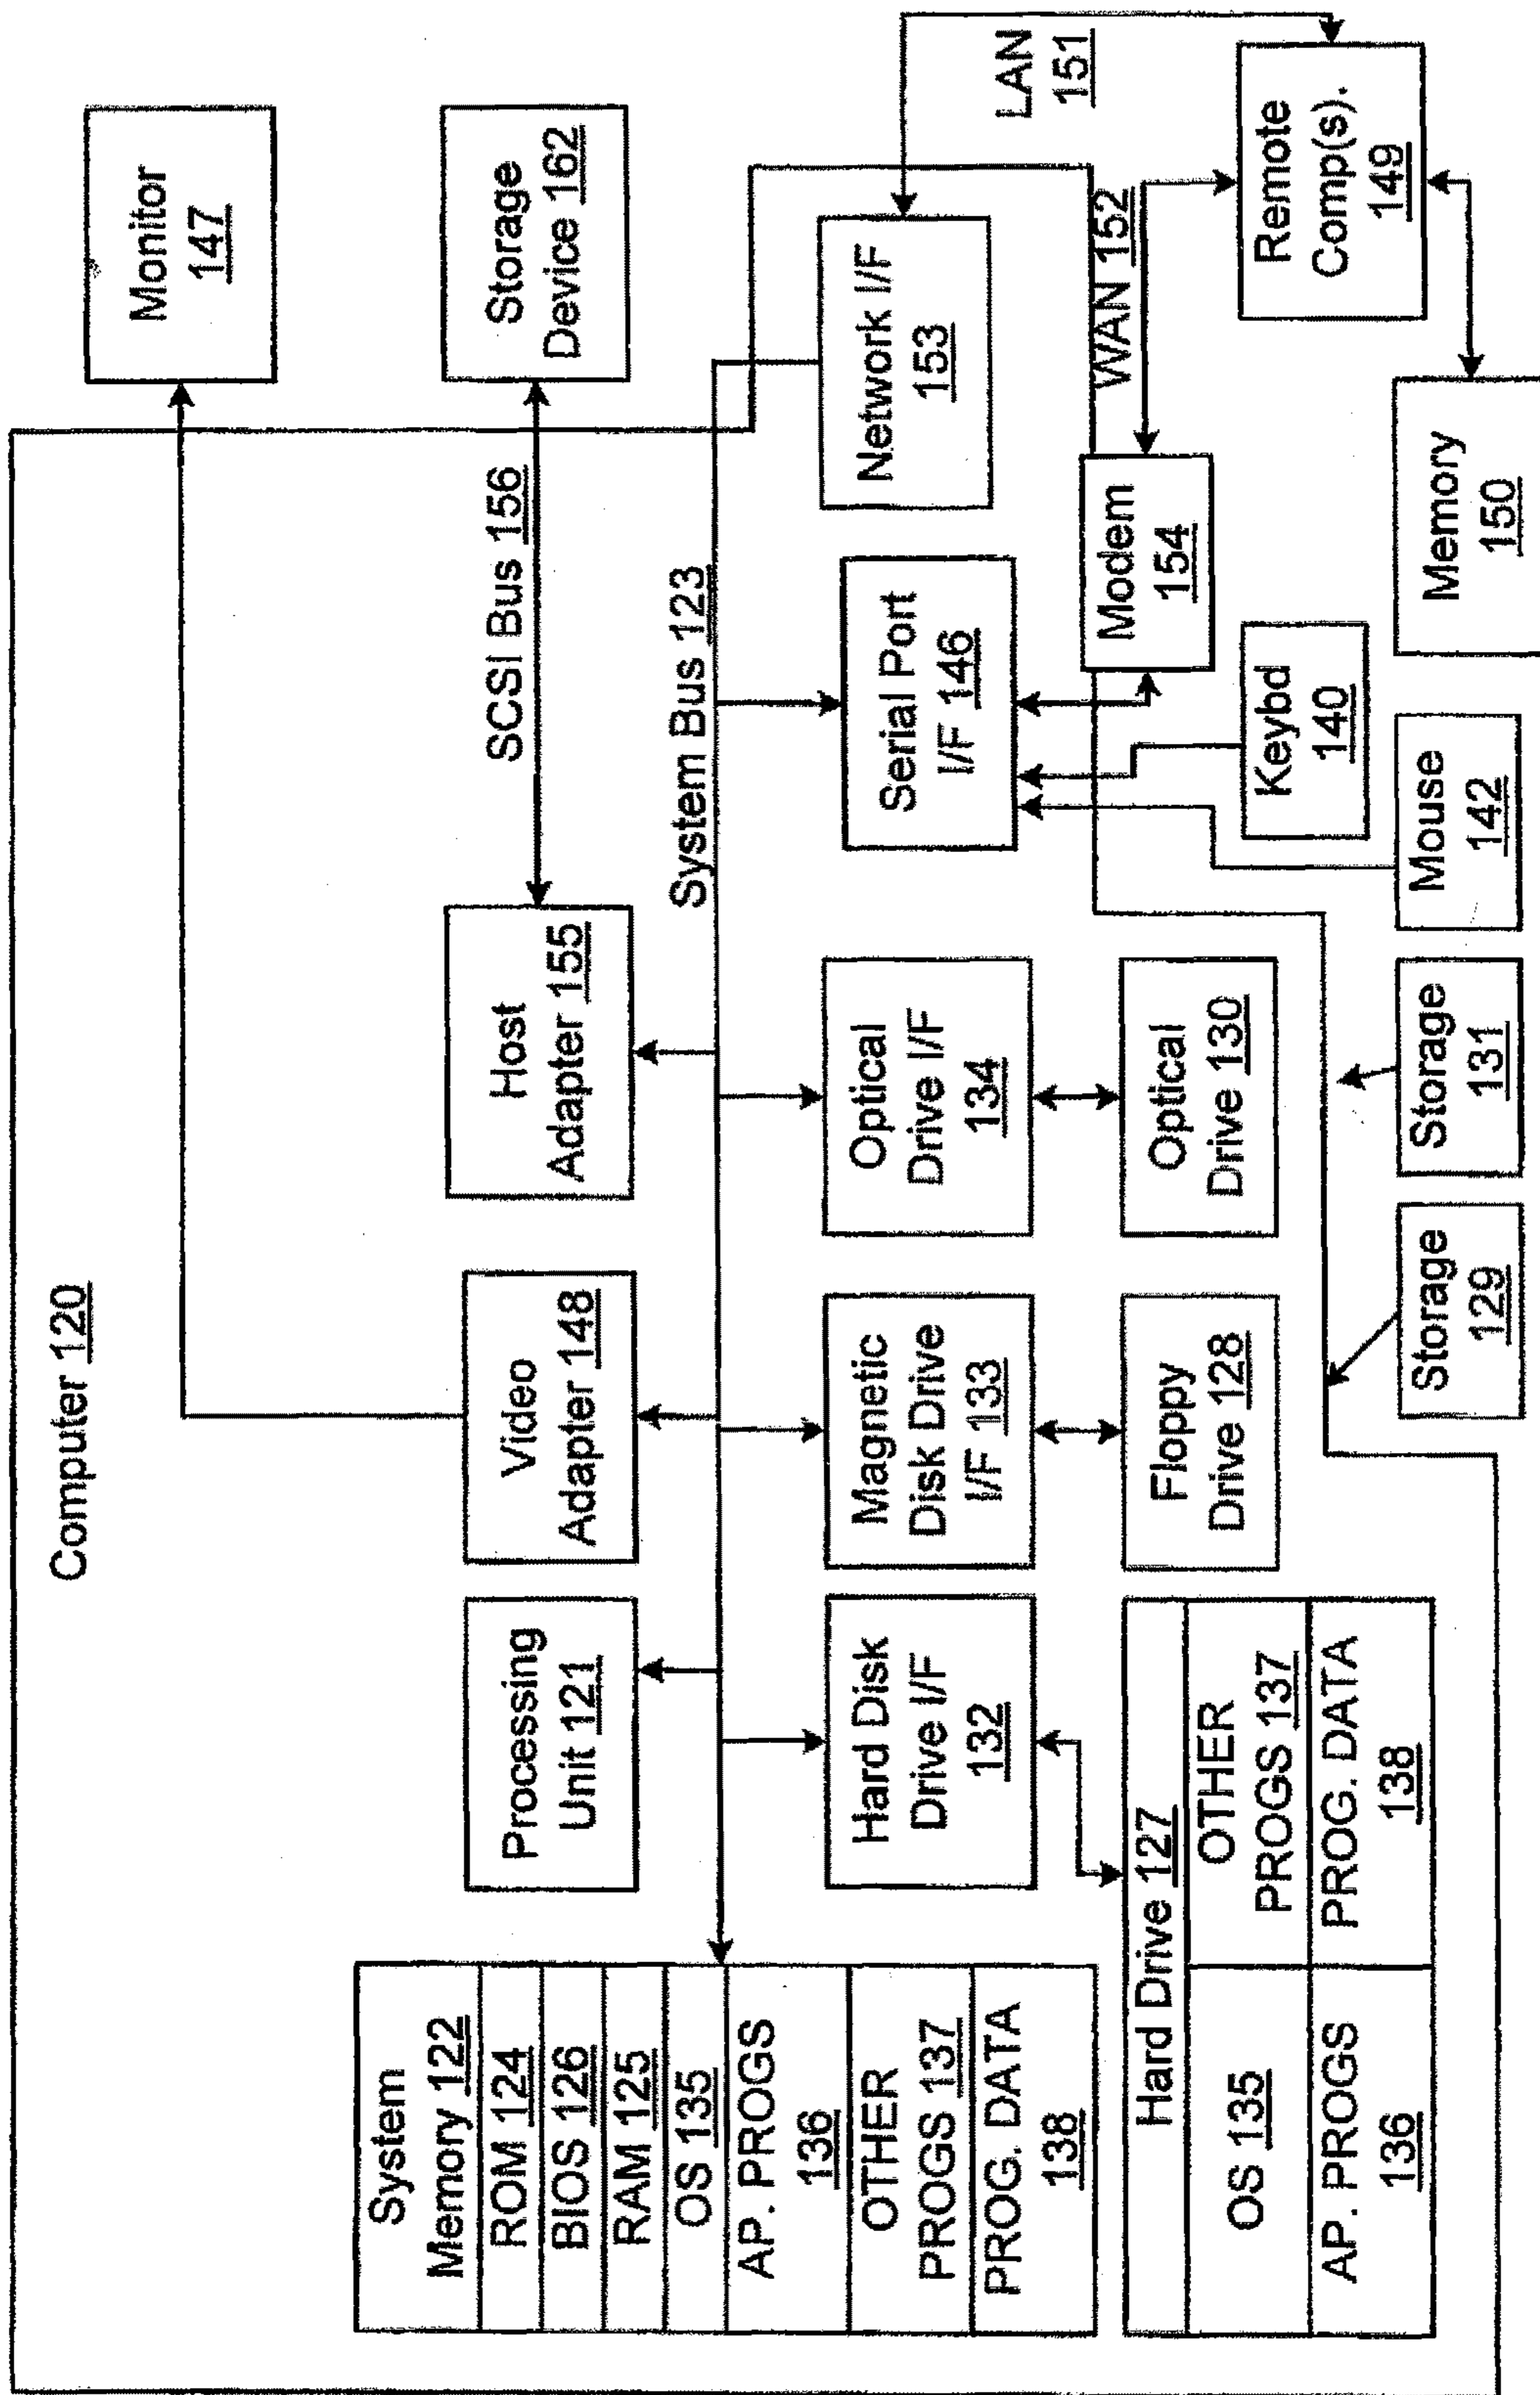 Computer 120
Monitor
147
System
Memory 122
ROM 124
BIOS 126
RAM 125
OS 135
AP. PROGS
136
OTHER
PROGS 137
PROG. DATA
138
Processing
Unit 121
Video
Adapter 148
Host
Adapter 155
SCSI Bus 156
Storage
Device 162
System Bus 123
Hard Disk
Drive I/F
132
Magnetic
Disk Drive
I/F 133
Optical
Drive I/F
134
Serial Port
I/F 146
Network I/F
153
LAN
151
Hard Drive 127
OS 135
OTHER
PROGS 137
AP. PROGS
136
PROG. DATA
138
Floppy
Drive 128
Optical
Drive 130
Modem
154
WAN 152
Remote
Comp(s).
149
Keybd
140
Storage
129
Storage
131
Mouse
142
Memory
150